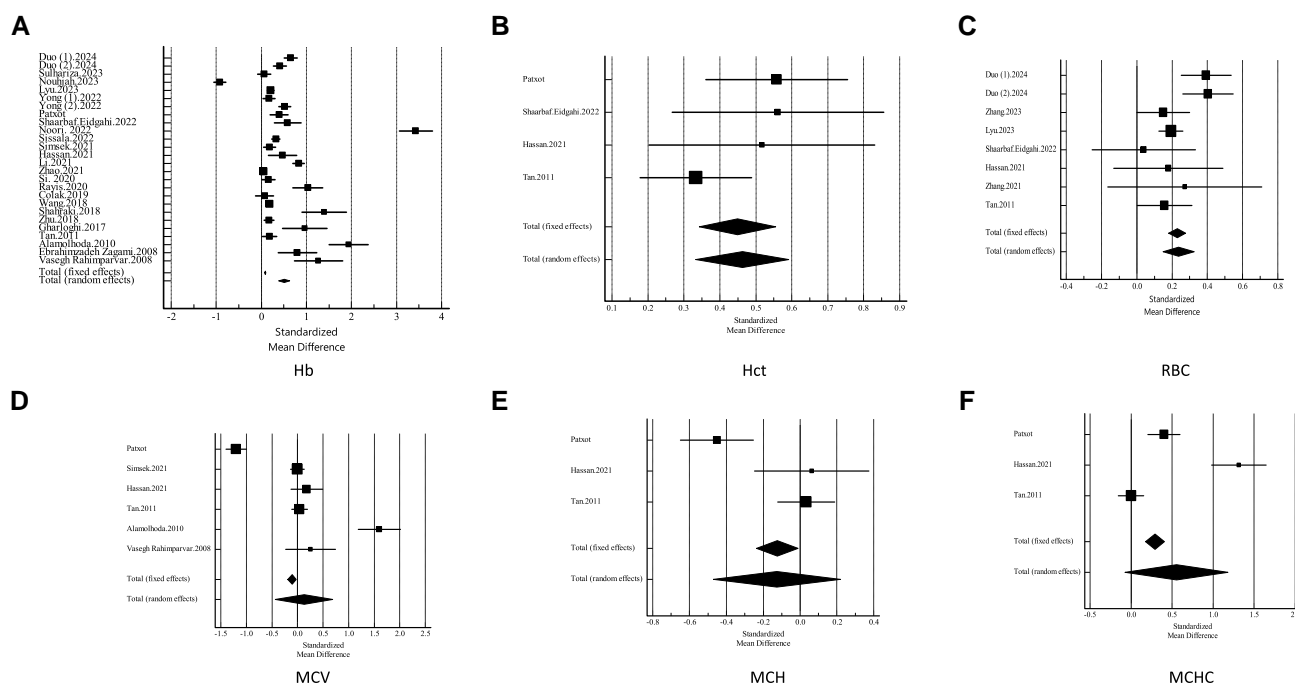 A
Duo (1).2024
Duo (2).2024
Sulhariza.2023
Nouhjah.2023
Lyu.2023
Yong (1).2022
Yong (2).2022
Patxot
Shaarbaf.Eidgahi.2022
Noori. 2022
Sissala.2022
Simsek.2021
Hassan.2021
Li.2021
Zhao.2021
Si. 2020
Rayis.2020
Colak.2019
Wang.2018
Shahraki.2018
Zhu.2018
Gharloghi.2017
Tan.2011
Alamolhoda.2010
Ebrahimzadeh Zagami.2008
Vasegh Rahimparvar.2008
Total (fixed effects)
Total (random effects)
-2 -1 0 1 2 3 4
Standardized
Mean Difference
Hb
B
Patxot
Shaarbaf.Eidgahi.2022
Hassan.2021
Tan.2011
Total (fixed effects)
Total (random effects)
0.1 0.2 0.3 0.4 0.5 0.6 0.7 0.8 0.9
Standardized
Mean Difference
Hct
C
Duo (1).2024
Duo (2).2024
Zhang.2023
Lyu.2023
Shaarbaf.Eidgahi.2022
Hassan.2021
Zhang.2021
Tan.2011
Total (fixed effects)
Total (random effects)
-0.4 -0.2 0.0 0.2 0.4 0.6 0.8
Standardized
Mean Difference
RBC
D
Patxot
Simsek.2021
Hassan.2021
Tan.2011
Alamolhoda.2010
Vasegh Rahimparvar.2008
Total (fixed effects)
Total (random effects)
-1.5 -1.0 -0.5 0.0 0.5 1.0 1.5 2.0 2.5
Standardized
Mean Difference
MCV
E
Patxot
Hassan.2021
Tan.2011
Total (fixed effects)
Total (random effects)
-0.8 -0.6 -0.4 -0.2 0.0 0.2 0.4
Standardized
Mean Difference
MCH
F
Patxot
Hassan.2021
Tan.2011
Total (fixed effects)
Total (random effects)
-0.5 0.0 0.5 1.0 1.5 2
Standardized
Mean Difference
MCHC